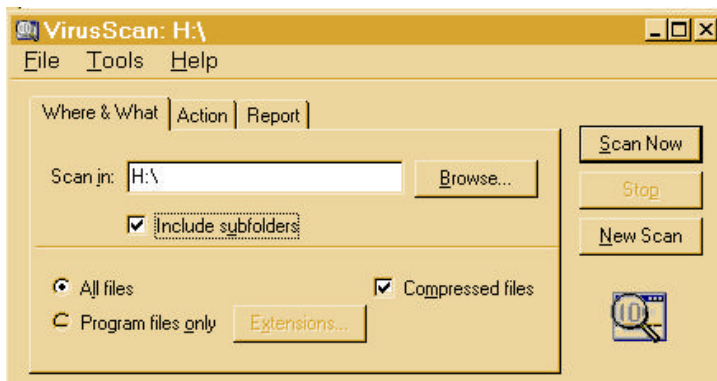 VirusScan: H:\
File Tools Help
Where & What Action Report
Scan in: H:\ Browse...
Include subfolders
All files Compressed files
Program files only Extensions...
Scan Now
Stop
New Scan